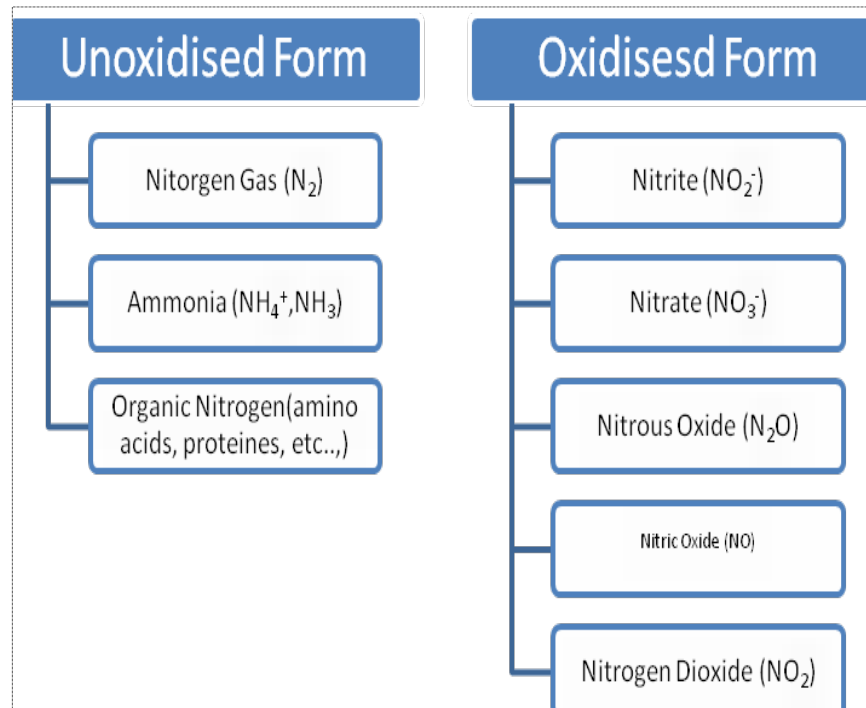 Unoxidised Form
Nitorgen Gas (N₂)
Ammonia (NH₄⁺,NH₃)
Organic Nitrogen(amino
acids, proteines, etc..,)
Oxidisesd Form
Nitrite (NO₂⁻)
Nitrate (NO₃⁻)
Nitrous Oxide (N₂O)
Nitric Oxide (NO)
Nitrogen Dioxide (NO₂)